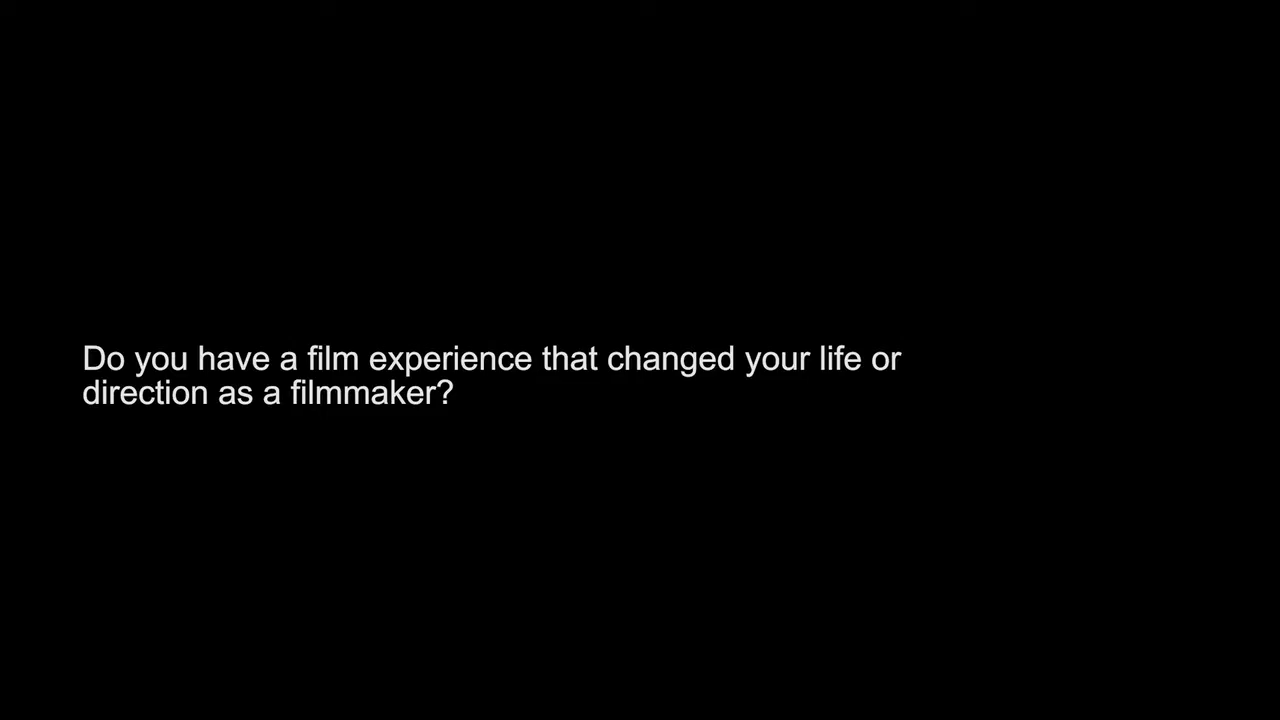 Do you have a film experience that changed your life or
direction as a filmmaker?